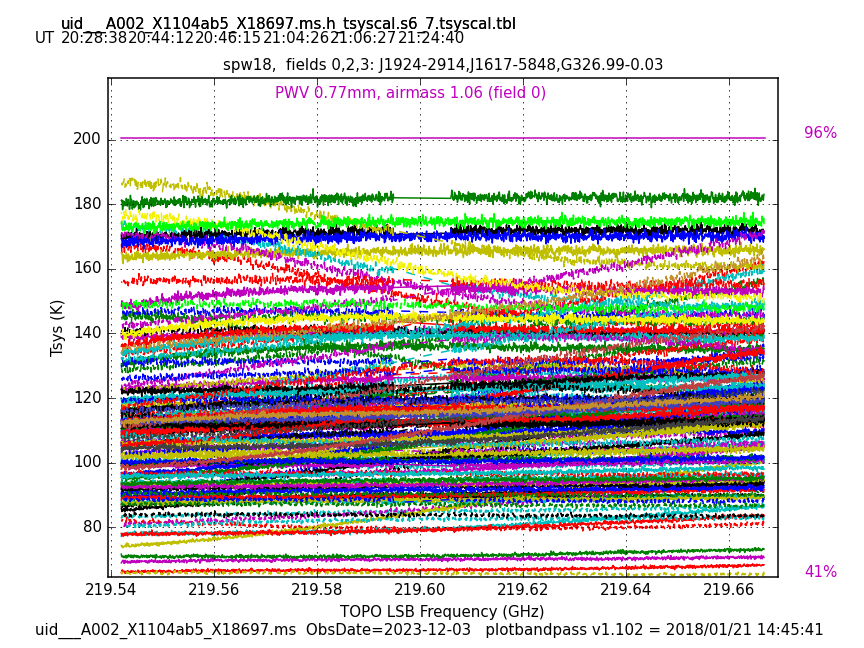 uid___A002_X1104ab5_X18697.ms.h_tsyscal.s6_7.tsyscal.tbl
UT 20:28:38 20:44:12 20:46:15 21:04:26 21:06:27 21:24:40
spw18,  fields 0,2,3: J1924-2914,J1617-5848,G326.99-0.03
PWV 0.77mm, airmass 1.06 (field 0)
96%
200
180
160
140
120
100
80
Tsys (K)
41%
219.54 219.56 219.58 219.60 219.62 219.64 219.66
TOPO LSB Frequency (GHz)
uid___A002_X1104ab5_X18697.ms  ObsDate=2023-12-03   plotbandpass v1.102 = 2018/01/21 14:45:41